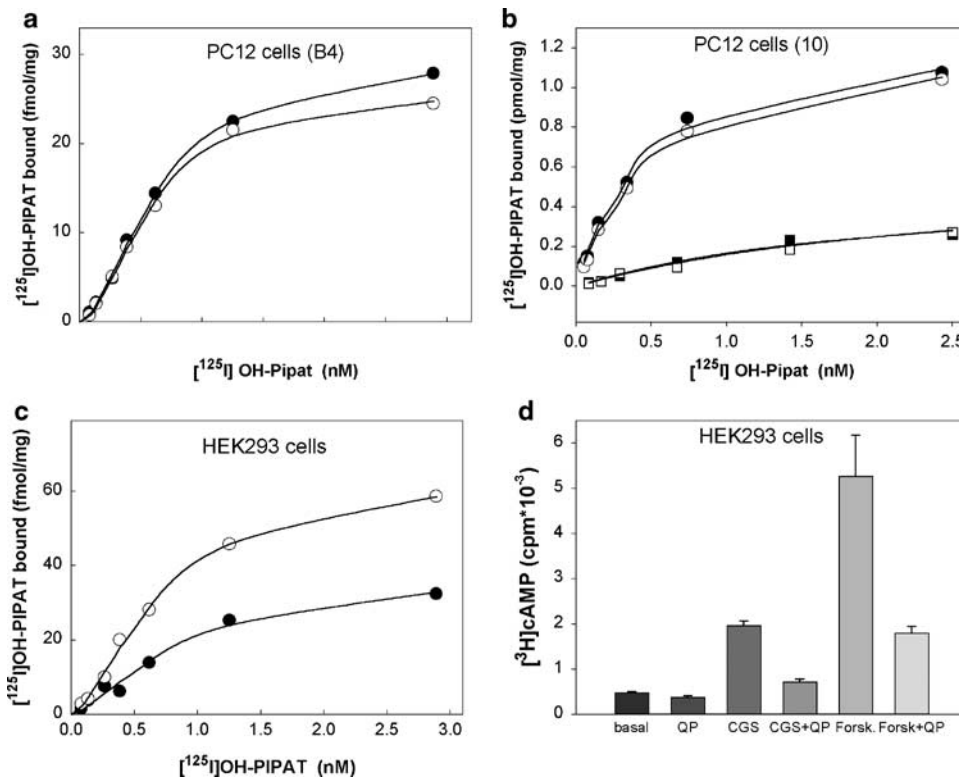 a
PC12 cells (B4)
[¹²⁵I]OH-PIPAT bound (fmol/mg)
30
20
10
0
[¹²⁵I] OH-Pipat (nM)
b
PC12 cells (10)
[¹²⁵I]OH-PIPAT bound (pmol/mg)
1.2
1.0
0.8
0.6
0.4
0.2
0.0
0.0 0.5 1.0 1.5 2.0 2.5
[¹²⁵I] OH-Pipat (nM)
c
HEK293 cells
[¹²⁵I]OH-PIPAT bound (fmol/mg)
60
40
20
0
0.0 0.5 1.0 1.5 2.0 2.5 3.0
[¹²⁵I]OH-PIPAT (nM)
d
HEK293 cells
[³H]cAMP (cpm*10⁻³)
6
5
4
3
2
1
0
basal QP CGS CGS+QP Forsk. Forsk+QP